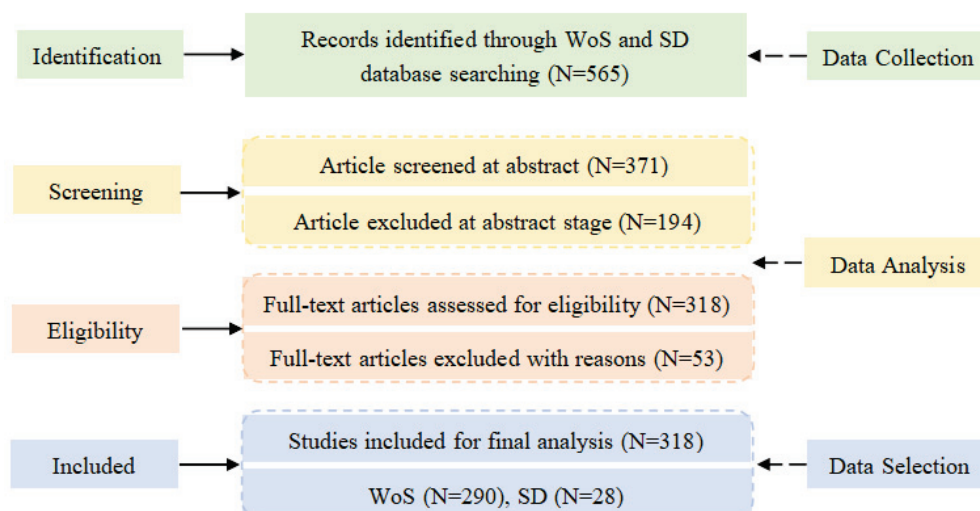 Identification
Records identified through WoS and SD
database searching (N=565)
Data Collection
Screening
Article screened at abstract (N=371)
Article excluded at abstract stage (N=194)
Data Analysis
Eligibility
Full-text articles assessed for eligibility (N=318)
Full-text articles excluded with reasons (N=53)
Included
Studies included for final analysis (N=318)
WoS (N=290), SD (N=28)
Data Selection